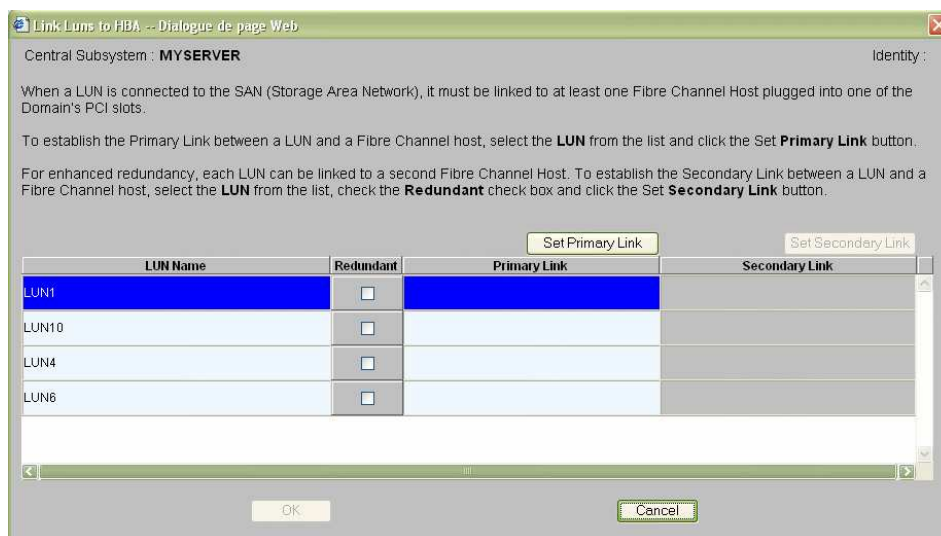 Link Luns to HBA -- Dialogue de page Web
Central Subsystem : MYSERVER
Identity :
When a LUN is connected to the SAN (Storage Area Network), it must be linked to at least one Fibre Channel Host plugged into one of the
Domain's PCI slots.
To establish the Primary Link between a LUN and a Fibre Channel host, select the LUN from the list and click the Set Primary Link button.
For enhanced redundancy, each LUN can be linked to a second Fibre Channel Host. To establish the Secondary Link between a LUN and a
Fibre Channel host, select the LUN from the list, check the Redundant check box and click the Set Secondary Link button.
Set Primary Link
Set Secondary Link
LUN Name Redundant Primary Link Secondary Link
LUN1
LUN10
LUN4
LUN6
OK
Cancel